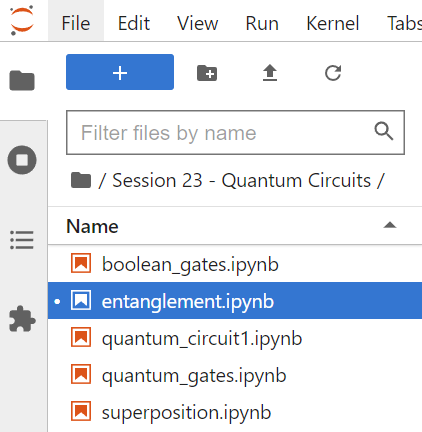 File Edit View Run Kernel Tabs
Filter files by name
/ Session 23 - Quantum Circuits /
Name
boolean_gates.ipynb
entanglement.ipynb
quantum_circuit1.ipynb
quantum_gates.ipynb
superposition.ipynb